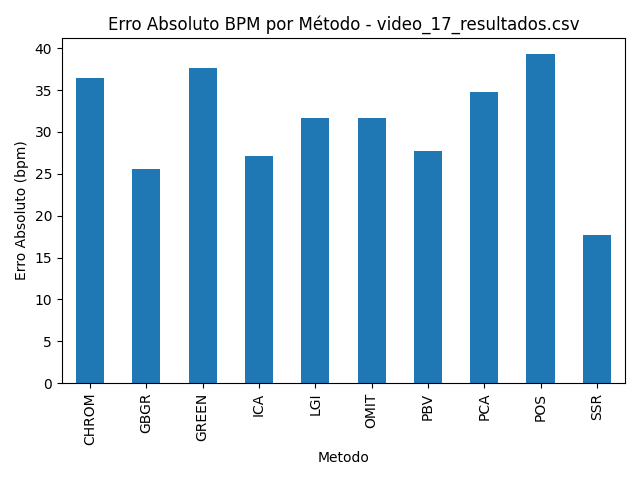 Erro Absoluto BPM por Método - video_17_resultados.csv
Erro Absoluto (bpm)
40
35
30
25
20
15
10
5
0
CHROM
GBGR
GREEN
ICA
LGI
OMIT
PBV
PCA
POS
SSR
Metodo